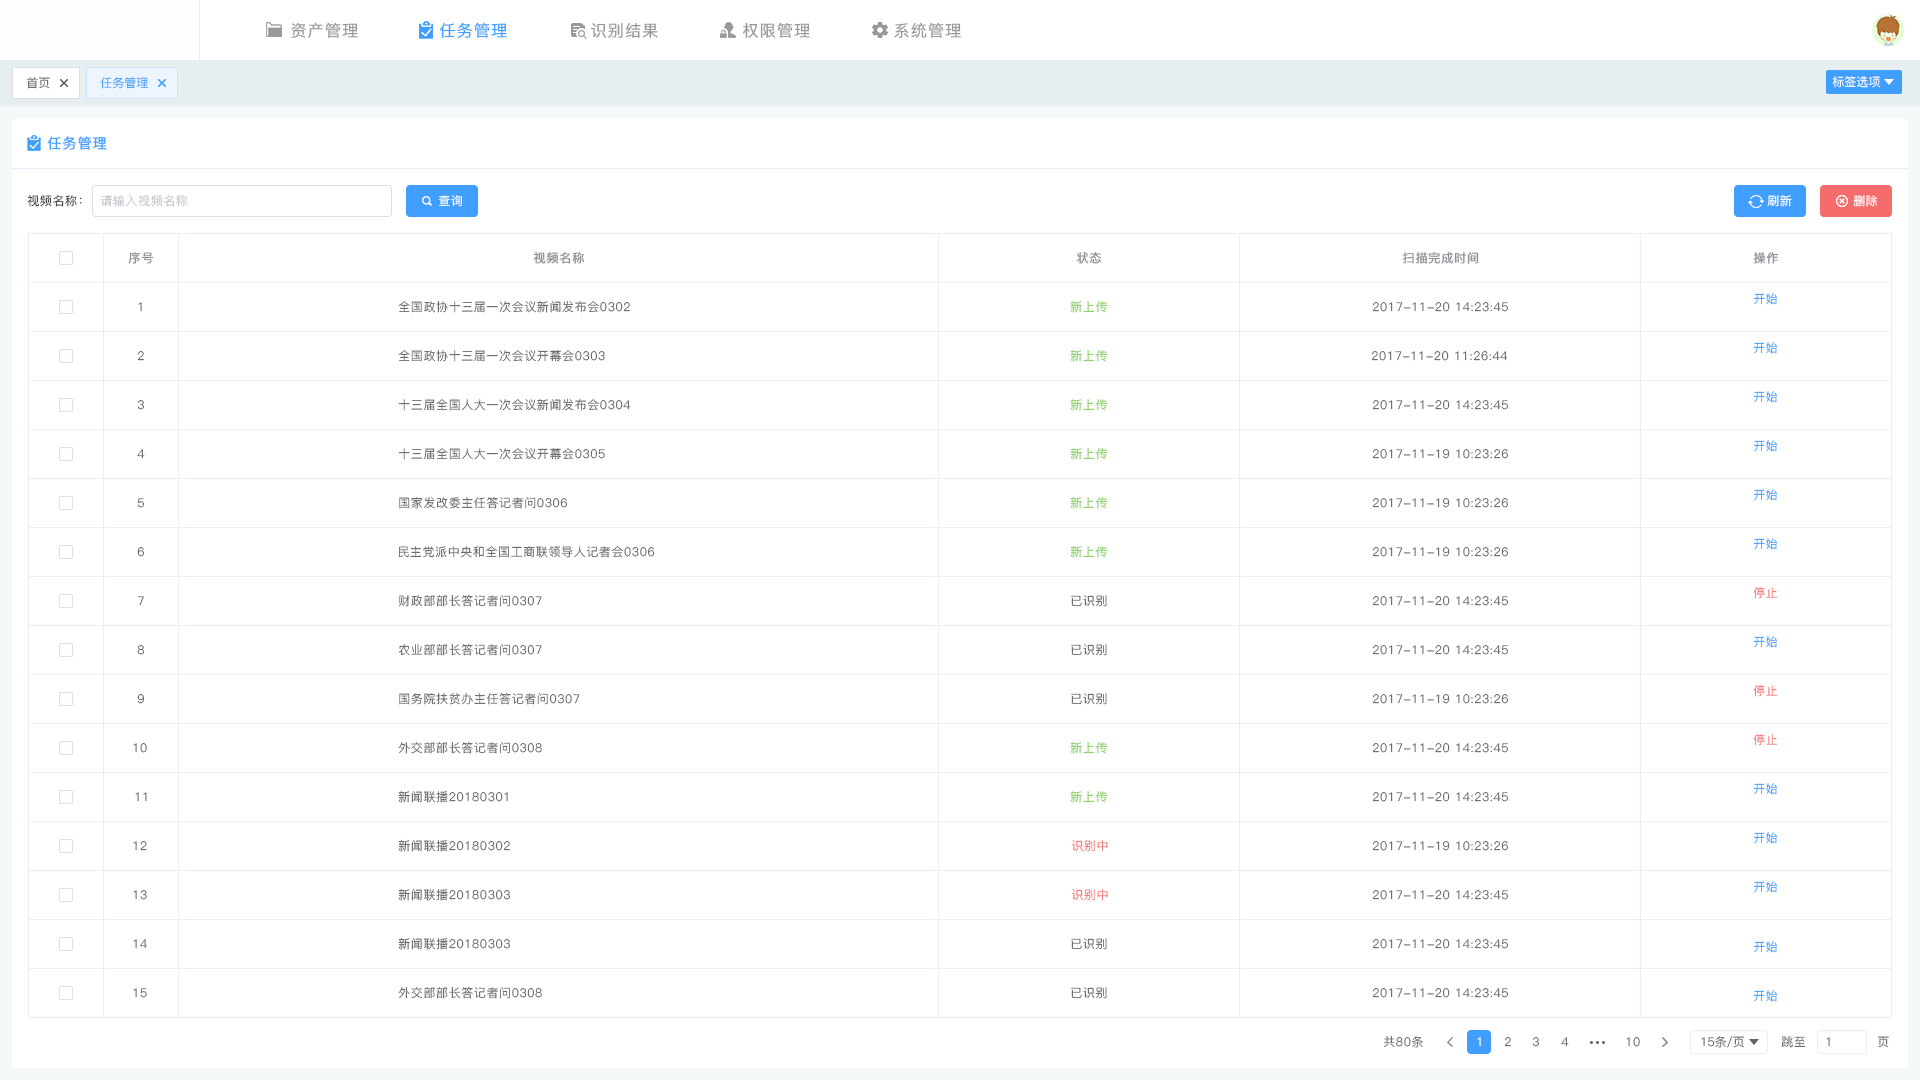 资产管理 任务管理 识别结果 权限管理 系统管理
首页 任务管理 标签选项
任务管理
视频名称： 请输入视频名称 查询 刷新 删除
序号 视频名称 状态 扫描完成时间 操作
1 全国政协十三届一次会议新闻发布会0302 新上传 2017-11-20 14:23:45 开始
2 全国政协十三届一次会议开幕会0303 新上传 2017-11-20 11:26:44 开始
3 十三届全国人大一次会议新闻发布会0304 新上传 2017-11-20 14:23:45 开始
4 十三届全国人大一次会议开幕会0305 新上传 2017-11-19 10:23:26 开始
5 国家发改委主任答记者问0306 新上传 2017-11-19 10:23:26 开始
6 民主党派中央和全国工商联领导人记者会0306 新上传 2017-11-19 10:23:26 开始
7 财政部部长答记者问0307 已识别 2017-11-20 14:23:45 停止
8 农业部部长答记者问0307 已识别 2017-11-20 14:23:45 开始
9 国务院扶贫办主任答记者问0307 已识别 2017-11-19 10:23:26 停止
10 外交部部长答记者问0308 新上传 2017-11-20 14:23:45 停止
11 新闻联播20180301 新上传 2017-11-20 14:23:45 开始
12 新闻联播20180302 识别中 2017-11-19 10:23:26 开始
13 新闻联播20180303 识别中 2017-11-20 14:23:45 开始
14 新闻联播20180303 已识别 2017-11-20 14:23:45 开始
15 外交部部长答记者问0308 已识别 2017-11-20 14:23:45 开始
共80条 1 2 3 4 ••• 10 15条/页 跳至 1 页